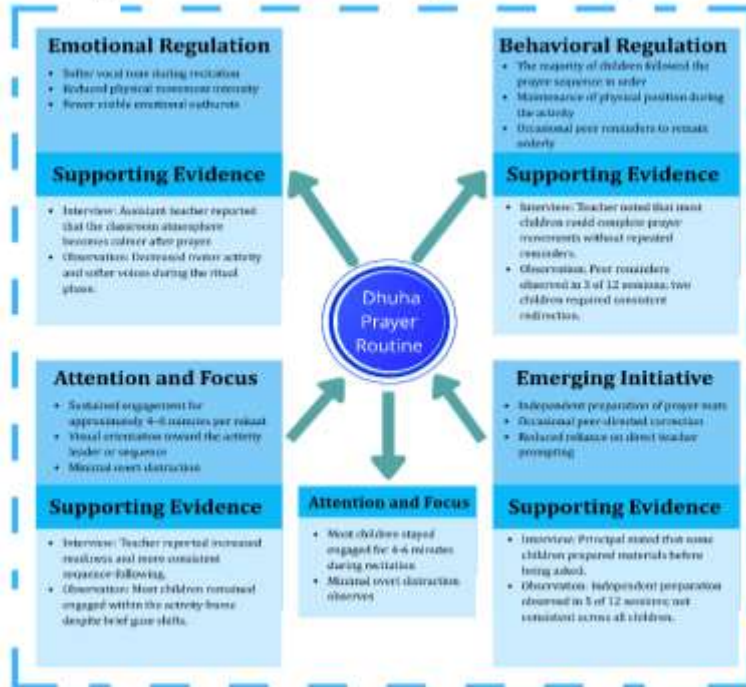 Emotional Regulation
• Softer vocal tone during recitation
• Reduced physical movement intensity
• Fewer visible emotional outbursts
Supporting Evidence
• Interview: Assistant teacher reported
that the classroom atmosphere
becomes calmer after prayer
• Observation: Decreased motor activity
and softer voices during the ritual
phase.
Behavioral Regulation
• The majority of children followed the
prayer sequence in order
• Maintenance of physical position during
the activity
• Occasional peer reminders to remain
orderly
Supporting Evidence
• Interview: Teacher noted that most
children could complete prayer
movements without repeated
reminders.
• Observation: Peer reminders
observed in 3 of 12 sessions; two
children required consistent
redirection.
Dhuha
Prayer
Routine
Attention and Focus
• Sustained engagement for
approximately 4–6 minutes per rakaat
• Visual orientation toward the activity
leader or sequence
• Minimal overt distraction
Supporting Evidence
• Interview: Teacher reported increased
readiness and more consistent
sequence-following.
• Observation: Most children remained
engaged within the activity frame
despite brief gaze shifts.
Attention and Focus
• Most children stayed
engaged for 4-6 minutes
during recitation
• Minimal overt distraction
observes
Emerging Initiative
• Independent preparation of prayer mats
• Occasional peer-directed correction
• Reduced reliance on direct teacher
prompting
Supporting Evidence
• Interview: Principal stated that some
children prepared materials before
being asked.
• Observation: Independent preparation
observed in 5 of 12 sessions; not
consistent across all children.